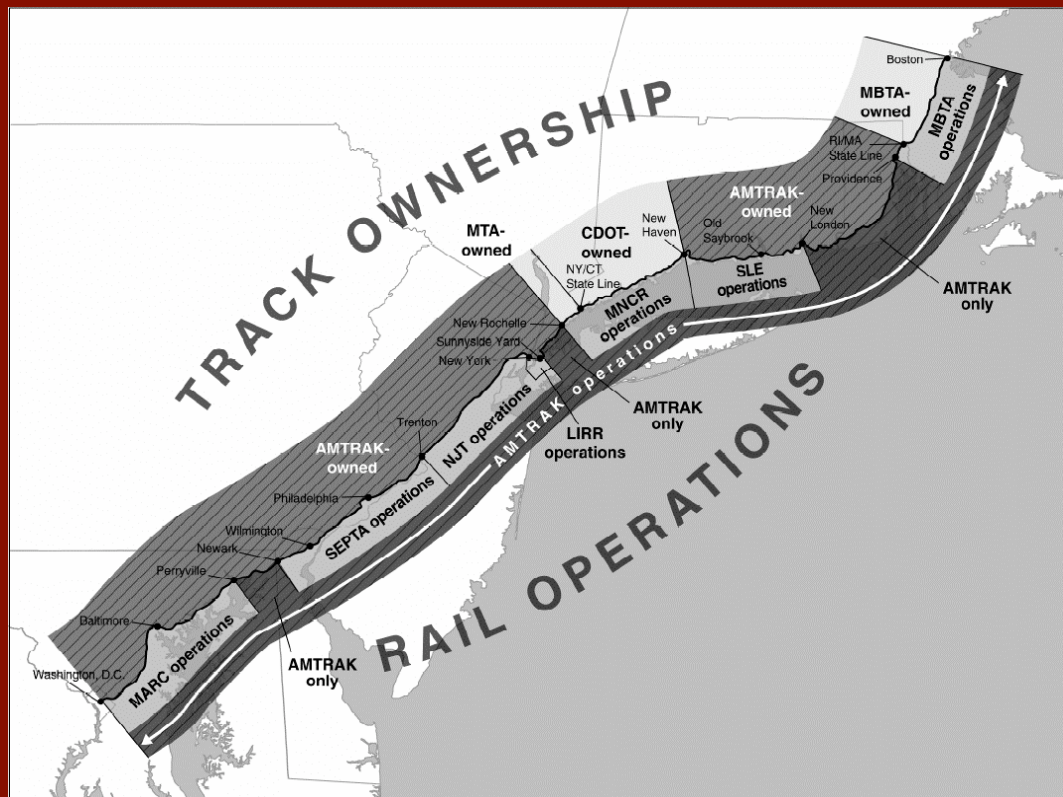 TRACK OWNERSHIP
Boston
MBTA-
owned
MBTA
operations
RI/MA
State Line
Providence
AMTRAK-
owned
New
London
Old
Saybrook
New
Haven
CDOT-
owned
MTA-
owned
NY/CT
State Line
SLE
operations
AMTRAK
only
MNCR
operations
New Rochelle
Sunnyside Yard
New York
AMTRAK operations
AMTRAK
only
LIRR
operations
NJT operations
Trenton
AMTRAK-
owned
Philadelphia
SEPTA operations
Wilmington
Newark
Perryville
Baltimore
MARC operations
AMTRAK
only
Washington, D.C.
RAIL OPERATIONS